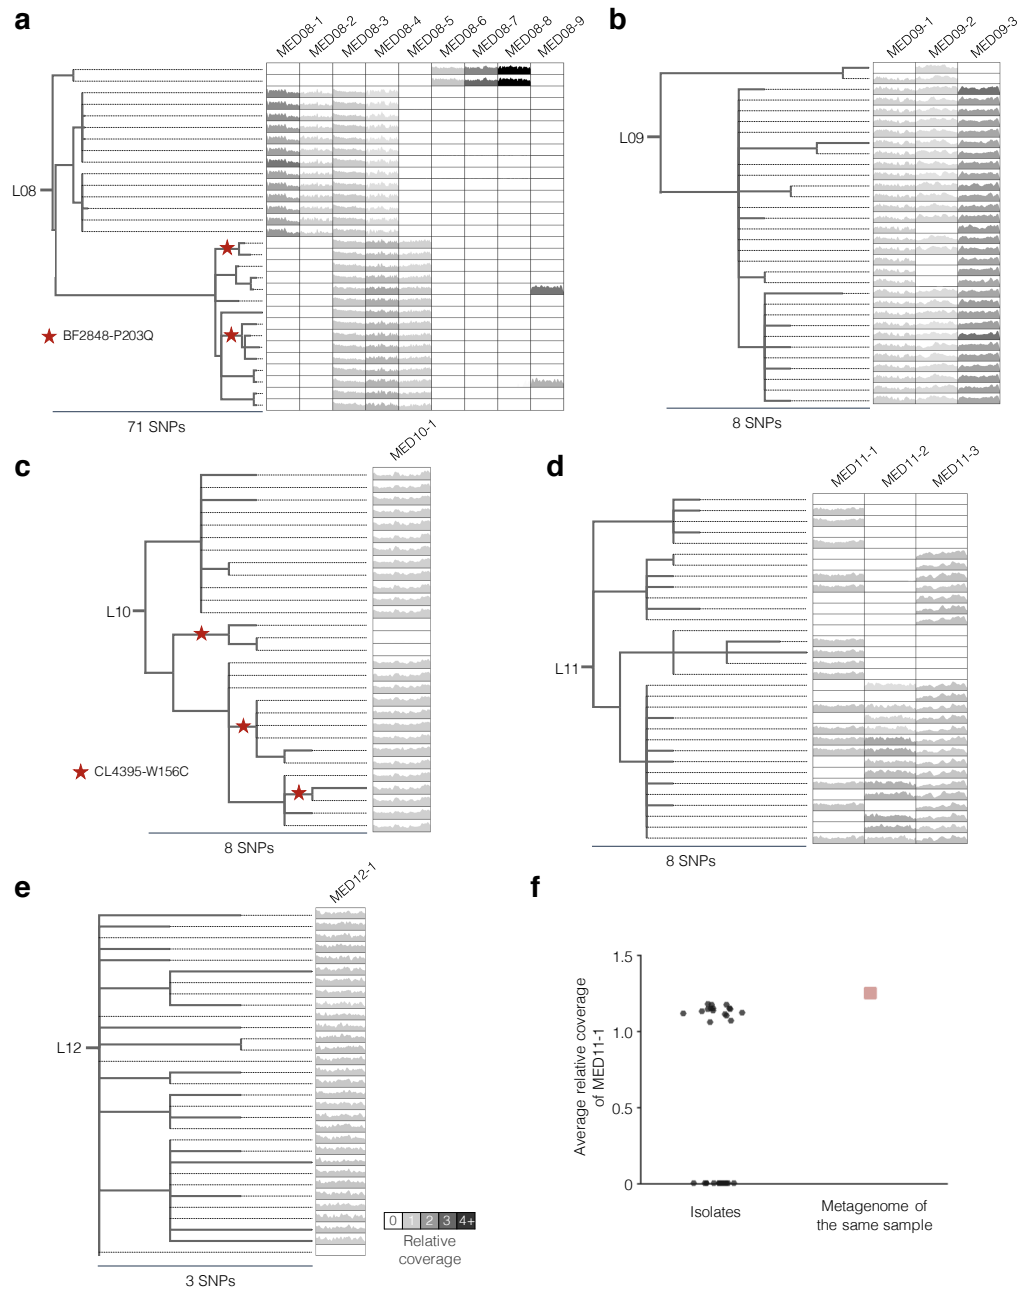 a
MED08-1
MED08-2
MED08-3
MED08-4
MED08-5
MED08-6
MED08-7
MED08-8
MED08-9
L08
BF2848-P203Q
71 SNPs
b
MED09-1
MED09-2
MED09-3
L09
8 SNPs
c
MED10-1
L10
CL4395-W156C
8 SNPs
d
MED11-1
MED11-2
MED11-3
L11
8 SNPs
e
MED12-1
L12
3 SNPs
0 1 2 3 4+
Relative
coverage
f
Average relative coverage
of MED11-1
1.5
1.0
0.5
0
Isolates
Metagenome of
the same sample